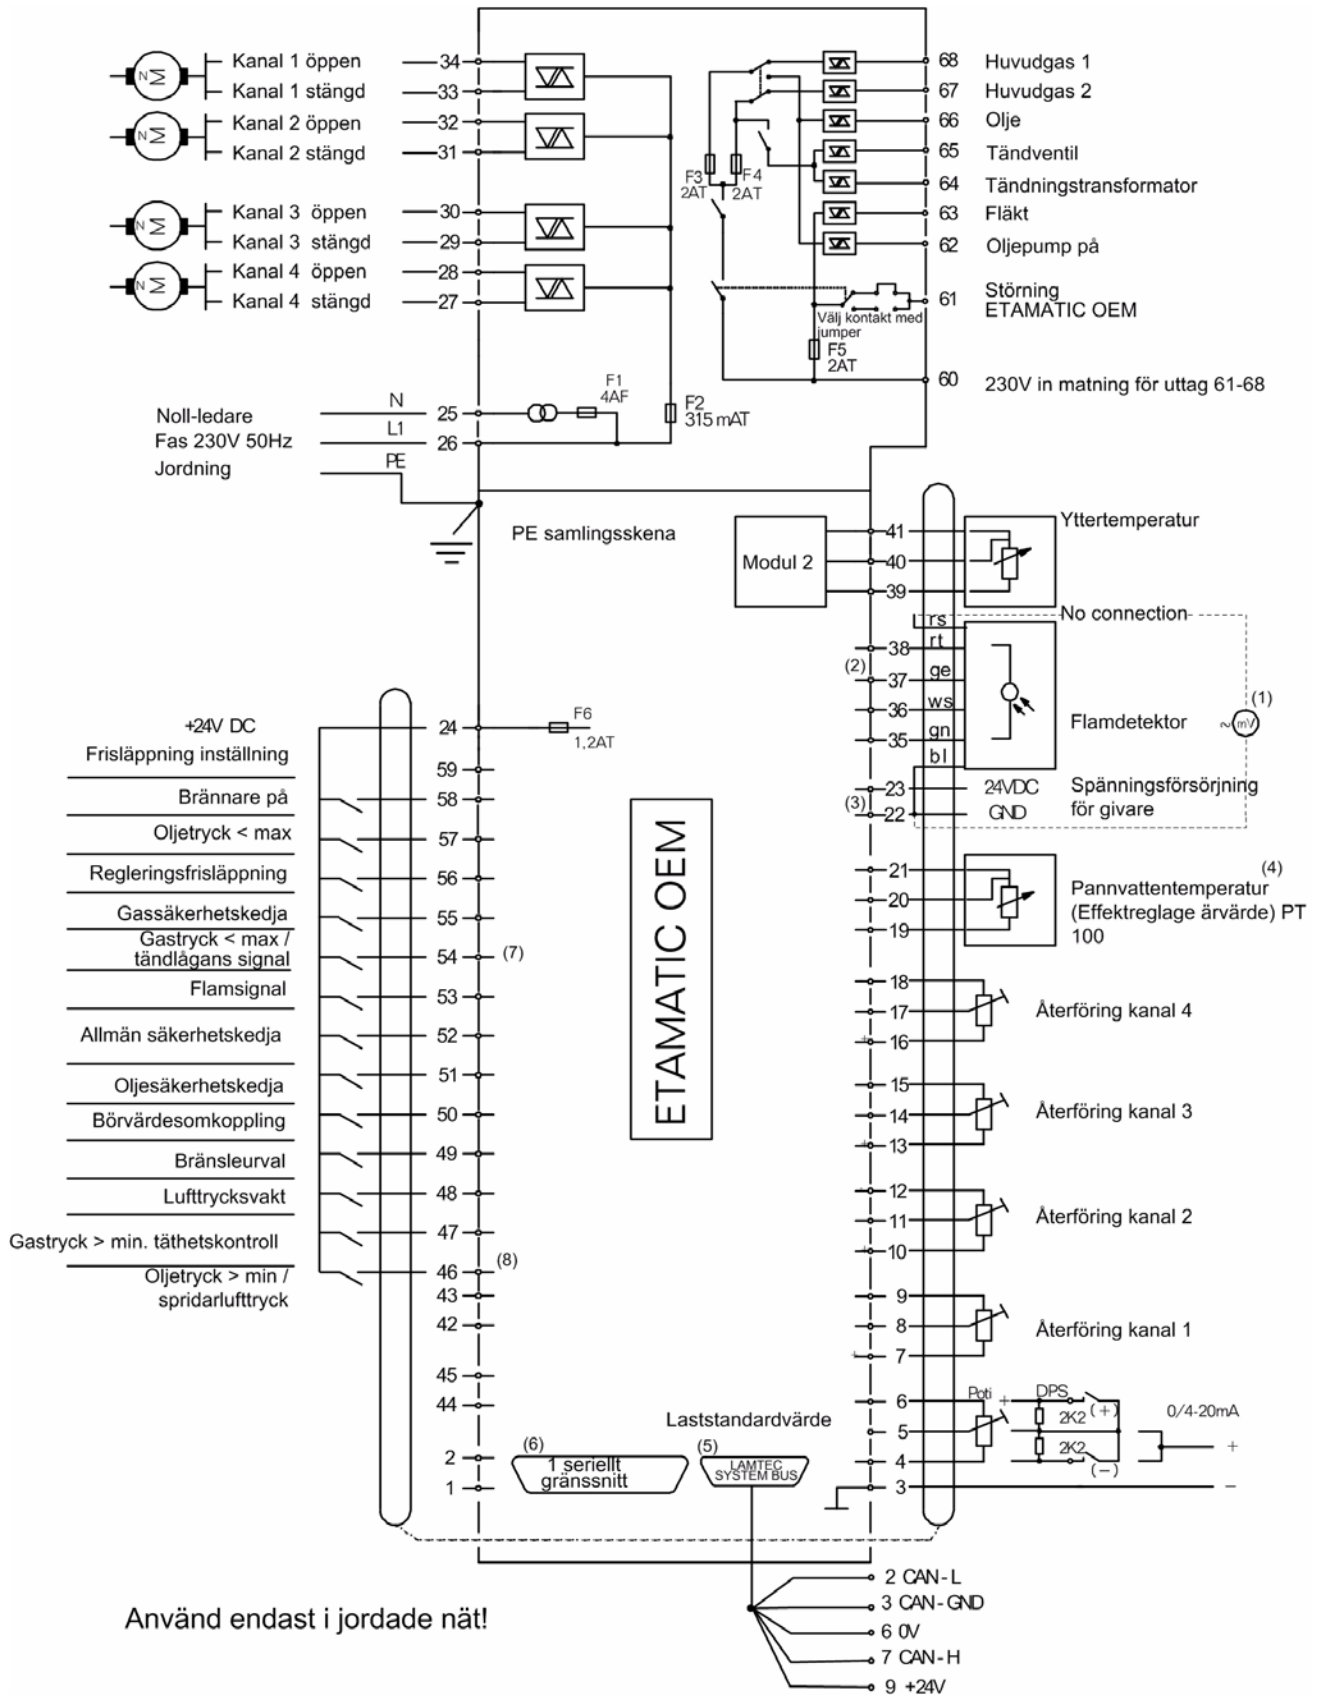 Kanal 1 öppen 34
Kanal 1 stängd 33
Kanal 2 öppen 32
Kanal 2 stängd 31
Kanal 3 öppen 30
Kanal 3 stängd 29
Kanal 4 öppen 28
Kanal 4 stängd 27
N M
N M
N M
N M
68 Huvudgas 1
67 Huvudgas 2
66 Olje
65 Tändventil
64 Tändningstransformator
63 Fläkt
62 Oljepump på
61 Störning
ETAMATIC OEM
60 230V in matning för uttag 61-68
F3
2AT
F4
2AT
Välj kontakt med
jumper
F5
2AT
F1
4AF
F2
315 mAT
Noll-ledare N 25
Fas 230V 50Hz L1 26
Jordning PE
PE samlingsskena
Modul 2
41
40
39
Yttertemperatur
No connection
rs
38 rt
(2)
37 ge
36 ws
35 gn
bl
Flamdetektor
(1)
~ mV
23 24VDC
(3)
22 GND
Spänningsförsörjning
för givare
21
20
19
(4)
Pannvattentemperatur
(Effektreglage ärvärde) PT
100
18
17
+ 16
Återföring kanal 4
15
14
+ 13
Återföring kanal 3
12
11
+ 10
Återföring kanal 2
9
8
+ 7
Återföring kanal 1
+24V DC 24
F6
1,2AT
Frisläppning inställning
59
Brännare på 58
Oljetryck < max 57
Regleringsfrisläppning 56
Gassäkerhetskedja 55
Gastryck < max /
tändlågans signal 54 (7)
Flamsignal 53
Allmän säkerhetskedja 52
Oljesäkerhetskedja 51
Börvärdesomkoppling 50
Bränsleurval 49
Lufttrycksvakt 48
Gastryck > min. täthetskontroll 47
Oljetryck > min / 46 (8)
spridarlufttryck
43
42
45
44
2
1
ETAMATIC OEM
(6)
1 seriellt
gränssnitt
Laststandardvärde
(5)
LAMTEC
SYSTEM BUS
6
5
4
3
Poti + DPS
2K2 (+)
2K2
(-)
0/4-20mA
+
-
2 CAN-L
3 CAN-GND
6 0V
7 CAN-H
9 +24V
Använd endast i jordade nät!